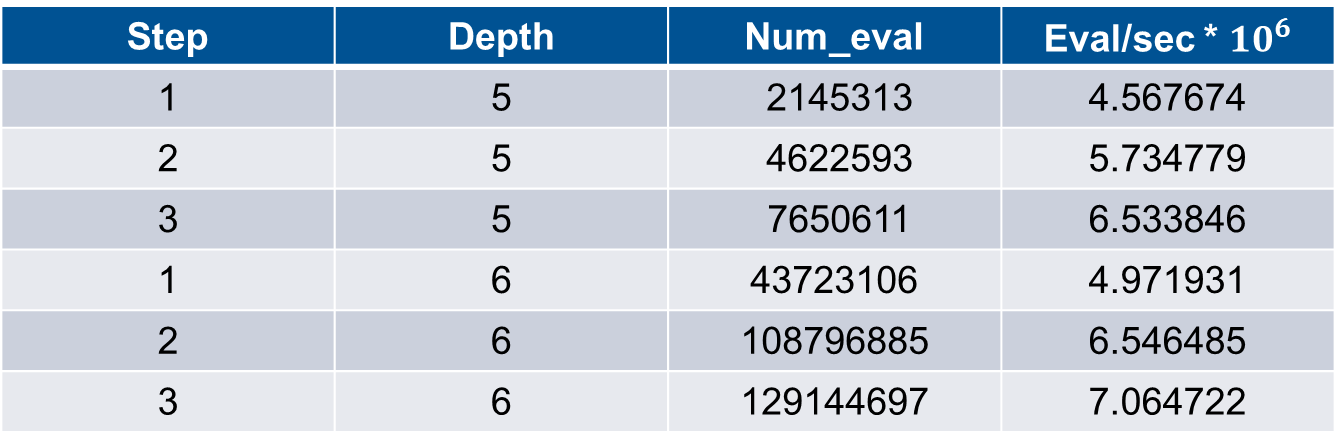 Step Depth Num_eval Eval/sec * 10⁶
1 5 2145313 4.567674
2 5 4622593 5.734779
3 5 7650611 6.533846
1 6 43723106 4.971931
2 6 108796885 6.546485
3 6 129144697 7.064722